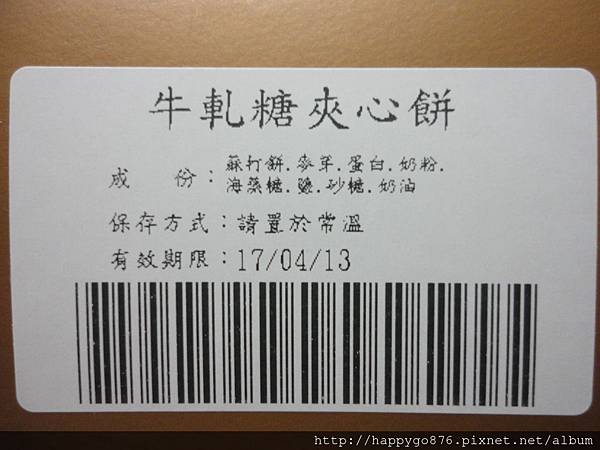 牛軋糖夾心餅
成 份：蘇打餅.麥芽.蛋白.奶粉.
海藻糖.鹽.砂糖.奶油
保存方式：請置於常溫
有效期限：17/04/13
http://happygo876.pixnet.net/album